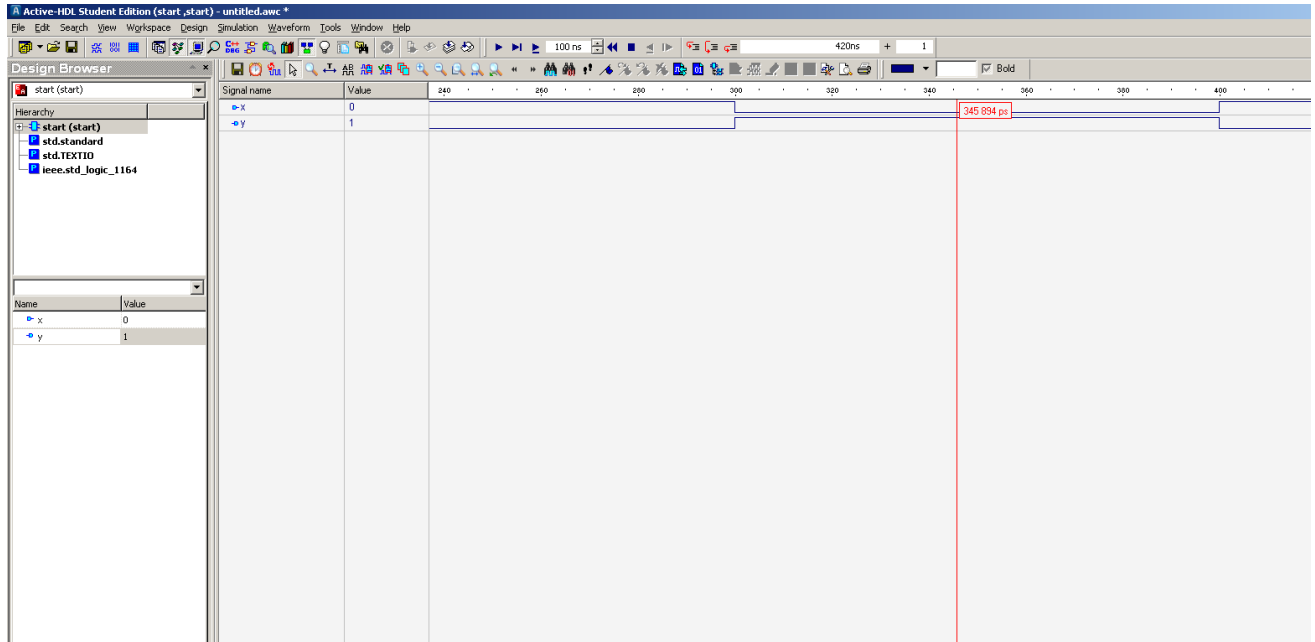 Active-HDL Student Edition (start ,start) - untitled.awc *
File Edit Search View Workspace Design Simulation Waveform Tools Window Help
100 ns 420ns + 1
Design Browser
Bold
start (start)
Hierarchy
start (start)
std.standard
std.TEXTIO
ieee.std_logic_1164
Name Value
x 0
y 1
Signal name Value 240 260 280 300 320 340 360 380 400
x 0
y 1
345 894 ps